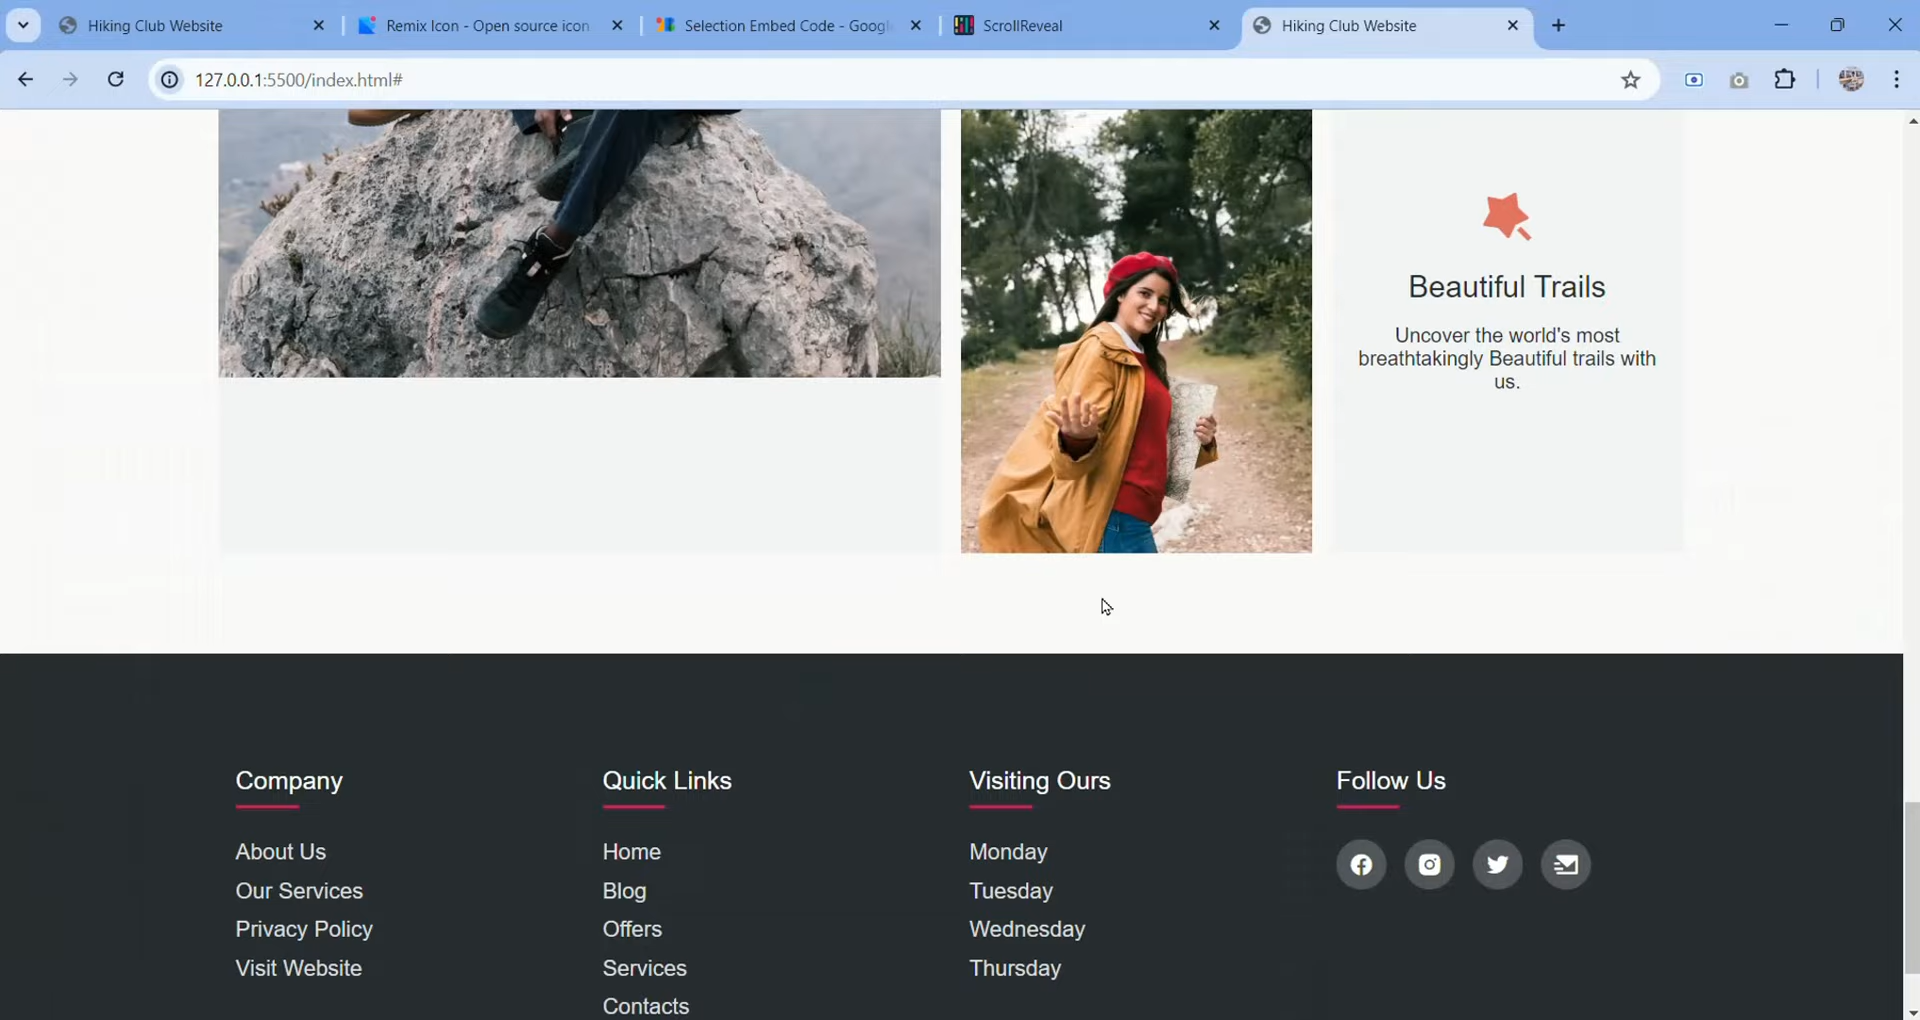 Hiking Club Website
Remix Icon - Open source icon
Selection Embed Code - Googl
ScrollReveal
Hiking Club Website
127.0.0.1:5500/index.html#
Beautiful Trails
Uncover the world's most
breathtakingly Beautiful trails with
us.
Company
Quick Links
Visiting Ours
Follow Us
About Us
Home
Monday
Our Services
Blog
Tuesday
Privacy Policy
Offers
Wednesday
Visit Website
Services
Thursday
Contacts